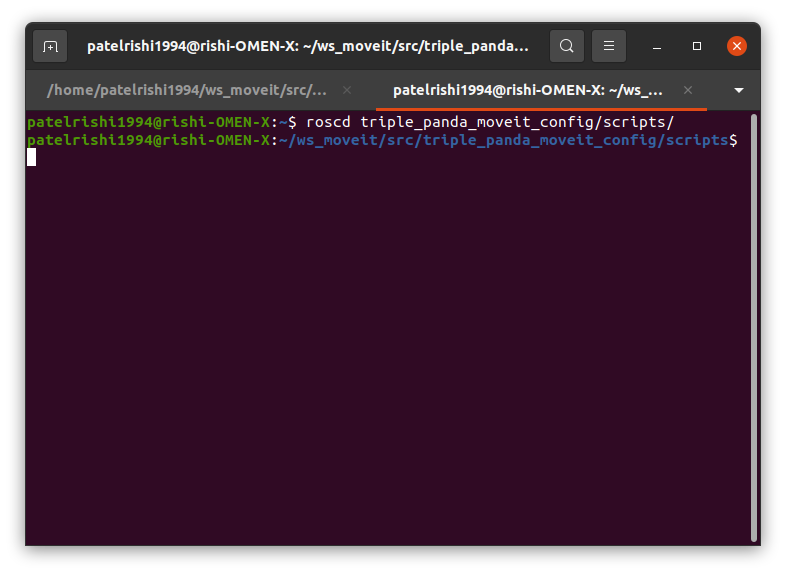 patelrishi1994@rishi-OMEN-X: ~/ws_moveit/src/triple_panda...
/home/patelrishi1994/ws_moveit/src/...
patelrishi1994@rishi-OMEN-X: ~/ws_...
patelrishi1994@rishi-OMEN-X:~$ roscd triple_panda_moveit_config/scripts/
patelrishi1994@rishi-OMEN-X:~/ws_moveit/src/triple_panda_moveit_config/scripts$